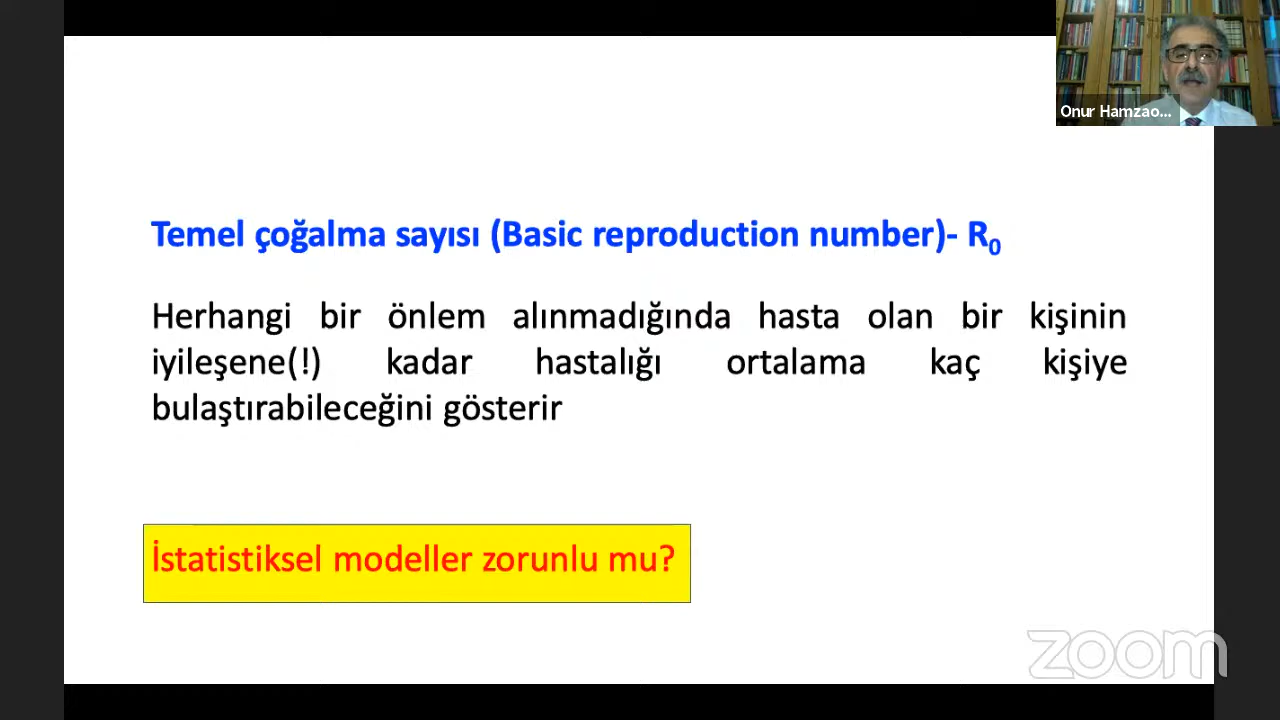 Onur Hamzao...
Temel çoğalma sayısı (Basic reproduction number)- R₀
Herhangi bir önlem alınmadığında hasta olan bir kişinin
iyileşene(!) kadar hastalığı ortalama kaç kişiye
bulaştırabileceğini gösterir
İstatistiksel modeller zorunlu mu?
zoom